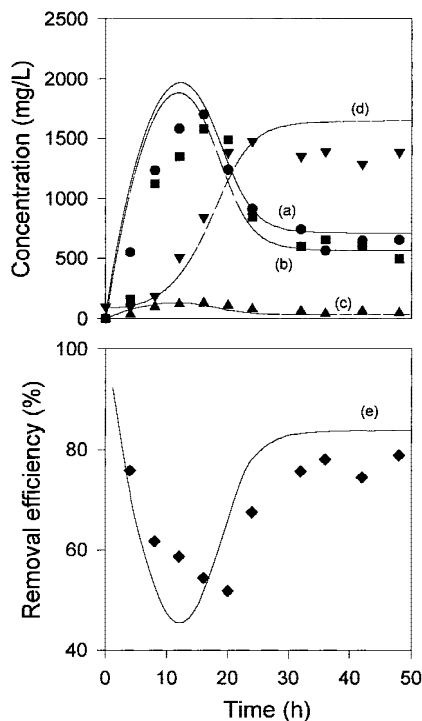 Concentration (mg/L)
2500
2000
1500
1000
500
0
(d)
(a)
(b)
(c)
Removal efficiency (%)
100
80
60
40
(e)
0 10 20 30 40 50
Time (h)